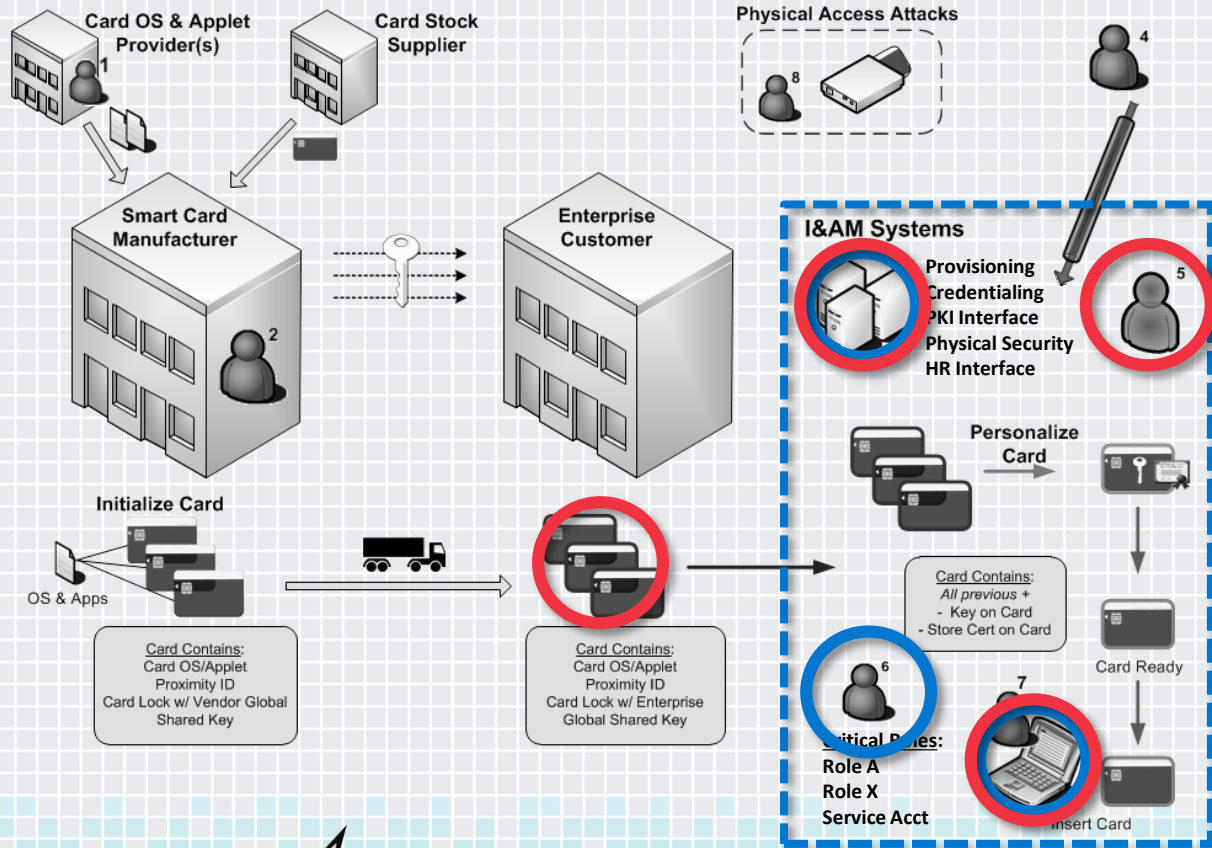 Card OS & Applet
Provider(s)
1
Card Stock
Supplier
Physical Access Attacks
8
4
Smart Card
Manufacturer
2
Enterprise
Customer
I&AM Systems
Provisioning
Credentialing
PKI Interface
Physical Security
HR Interface
5
Personalize
Card
Initialize Card
OS & Apps
Card Contains:
Card OS/Applet
Proximity ID
Card Lock w/ Vendor Global
Shared Key
Card Contains:
Card OS/Applet
Proximity ID
Card Lock w/ Enterprise
Global Shared Key
Card Contains:
All previous +
- Key on Card
- Store Cert on Card
Card Ready
6
7
Critical Roles:
Role A
Role X
Service Acct
Insert Card